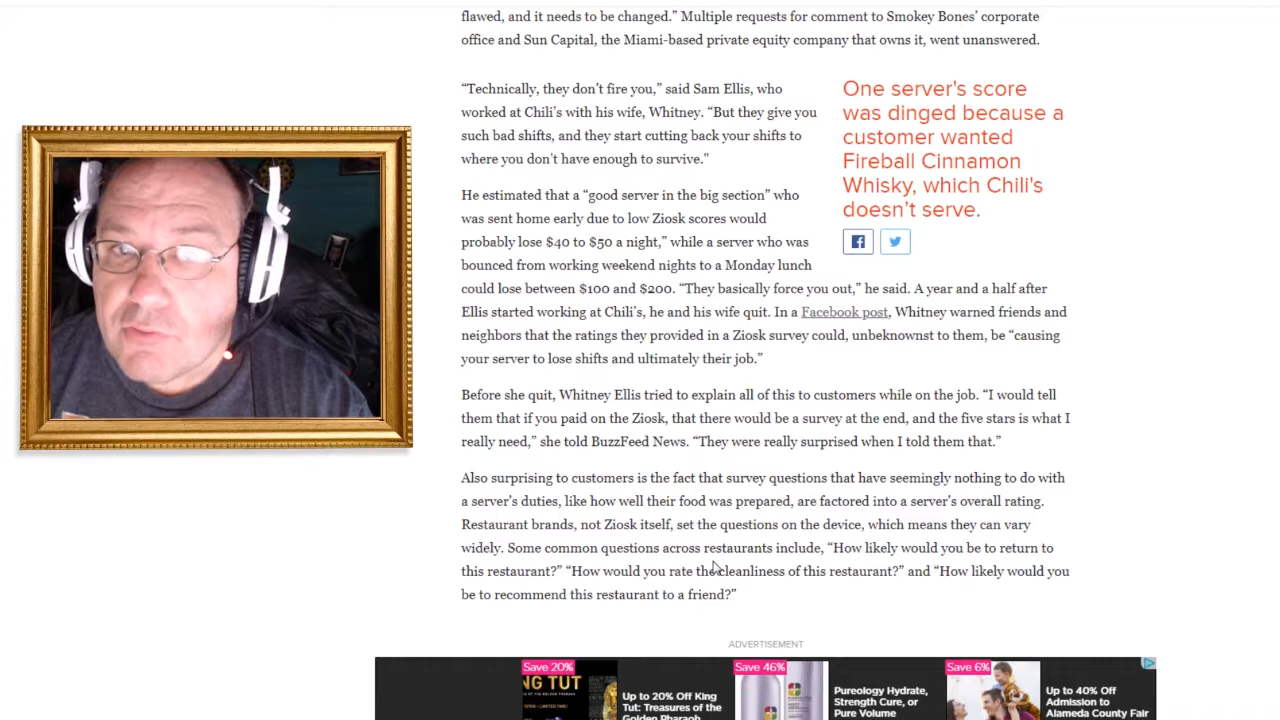 flawed, and it needs to be changed.” Multiple requests for comment to Smokey Bones’ corporate
office and Sun Capital, the Miami-based private equity company that owns it, went unanswered.
“Technically, they don’t fire you,” said Sam Ellis, who
worked at Chili’s with his wife, Whitney. “But they give you
such bad shifts, and they start cutting back your shifts to
where you don’t have enough to survive.”
One server's score
was dinged because a
customer wanted
Fireball Cinnamon
Whisky, which Chili's
doesn’t serve.
He estimated that a “good server in the big section” who
was sent home early due to low Ziosk scores would
probably lose $40 to $50 a night,” while a server who was
bounced from working weekend nights to a Monday lunch
could lose between $100 and $200. “They basically force you out,” he said. A year and a half after
Ellis started working at Chili’s, he and his wife quit. In a Facebook post, Whitney warned friends and
neighbors that the ratings they provided in a Ziosk survey could, unbeknownst to them, be “causing
your server to lose shifts and ultimately their job.”
Before she quit, Whitney Ellis tried to explain all of this to customers while on the job. “I would tell
them that if you paid on the Ziosk, that there would be a survey at the end, and the five stars is what I
really need,” she told BuzzFeed News. “They were really surprised when I told them that.”
Also surprising to customers is the fact that survey questions that have seemingly nothing to do with
a server’s duties, like how well their food was prepared, are factored into a server’s overall rating.
Restaurant brands, not Ziosk itself, set the questions on the device, which means they can vary
widely. Some common questions across restaurants include, “How likely would you be to return to
this restaurant?” “How would you rate the cleanliness of this restaurant?” and “How likely would you
be to recommend this restaurant to a friend?”
ADVERTISEMENT
Save 20%
NG TUT
Up to 20% Off King
Tut: Treasures of the
Golden Pharaoh
Save 46%
Pureology Hydrate,
Strength Cure, or
Pure Volume
Save 6%
Up to 40% Off
Admission to
Alameda County Fair